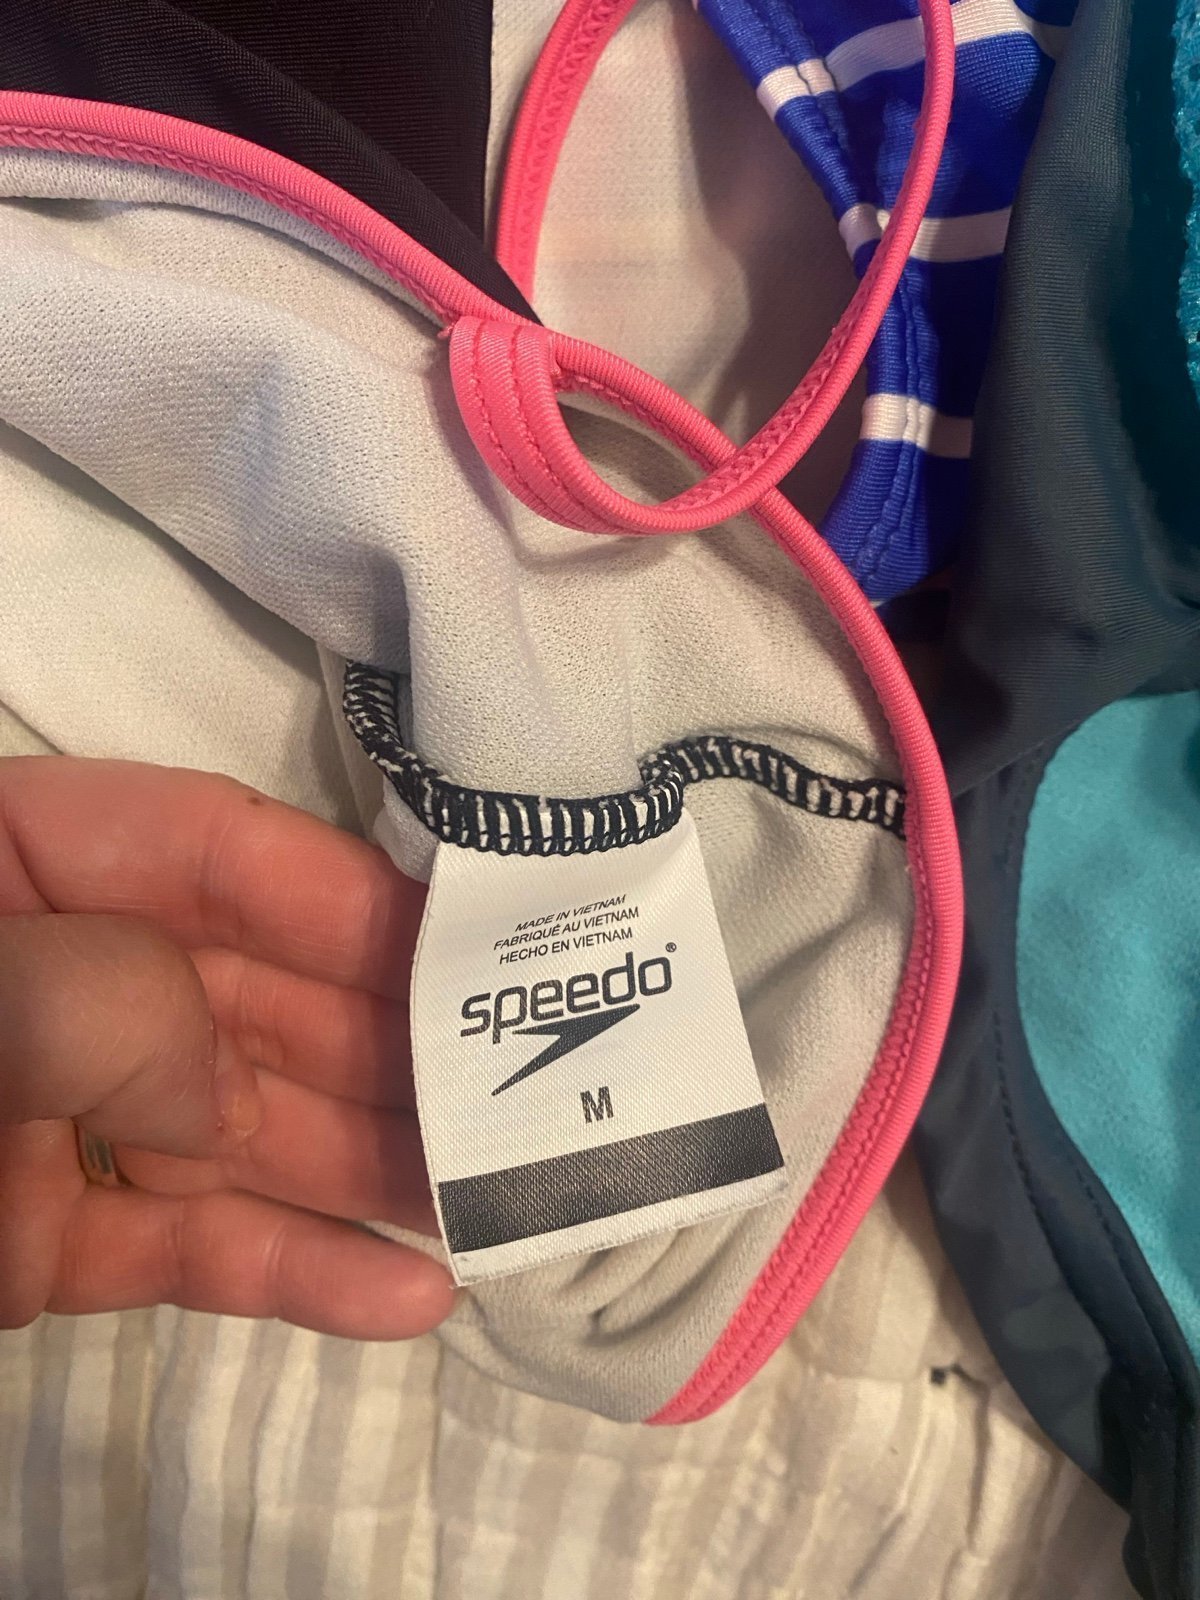 MADE IN VIETNAM
FABRIQUÉ AU VIETNAM
HECHO EN VIETNAM
speedo®
M